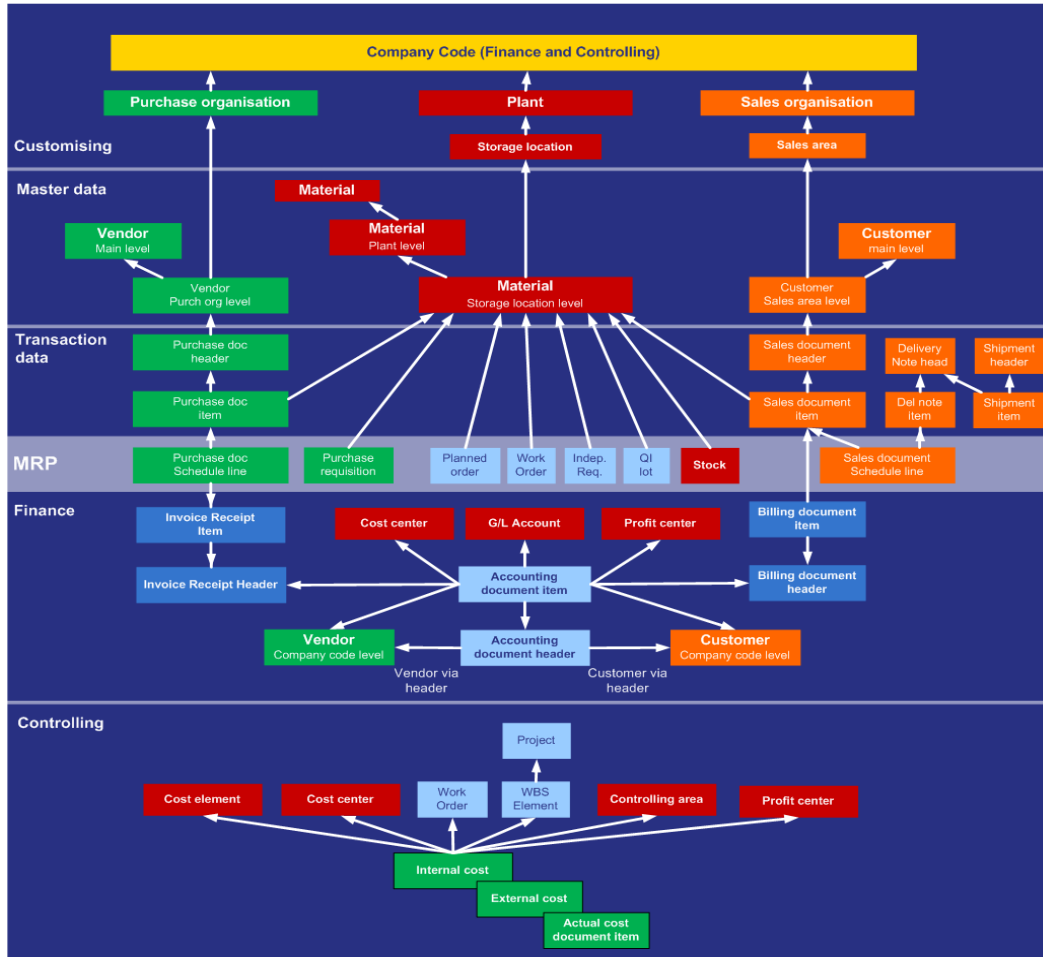 Company Code (Finance and Controlling)
Purchase organisation
Plant
Sales organisation
Customising
Storage location
Sales area
Master data
Material
Vendor
Main level
Material
Plant level
Customer
main level
Vendor
Purch org level
Material
Storage location level
Customer
Sales area level
Transaction
data
Purchase doc
header
Sales document
header
Delivery
Note head
Shipment
header
Purchase doc
item
Sales document
item
Del note
item
Shipment
item
MRP
Purchase doc
Schedule line
Purchase
requisition
Planned
order
Work
Order
Indep.
Req.
QI
lot
Stock
Sales document
Schedule line
Finance
Invoice Receipt
Item
Cost center
G/L Account
Profit center
Billing document
item
Invoice Receipt Header
Accounting
document item
Billing document
header
Vendor
Company code level
Accounting
document header
Customer
Company code level
Vendor via
header
Customer via
header
Controlling
Project
Cost element
Cost center
Work
Order
WBS
Element
Controlling area
Profit center
Internal cost
External cost
Actual cost
document item